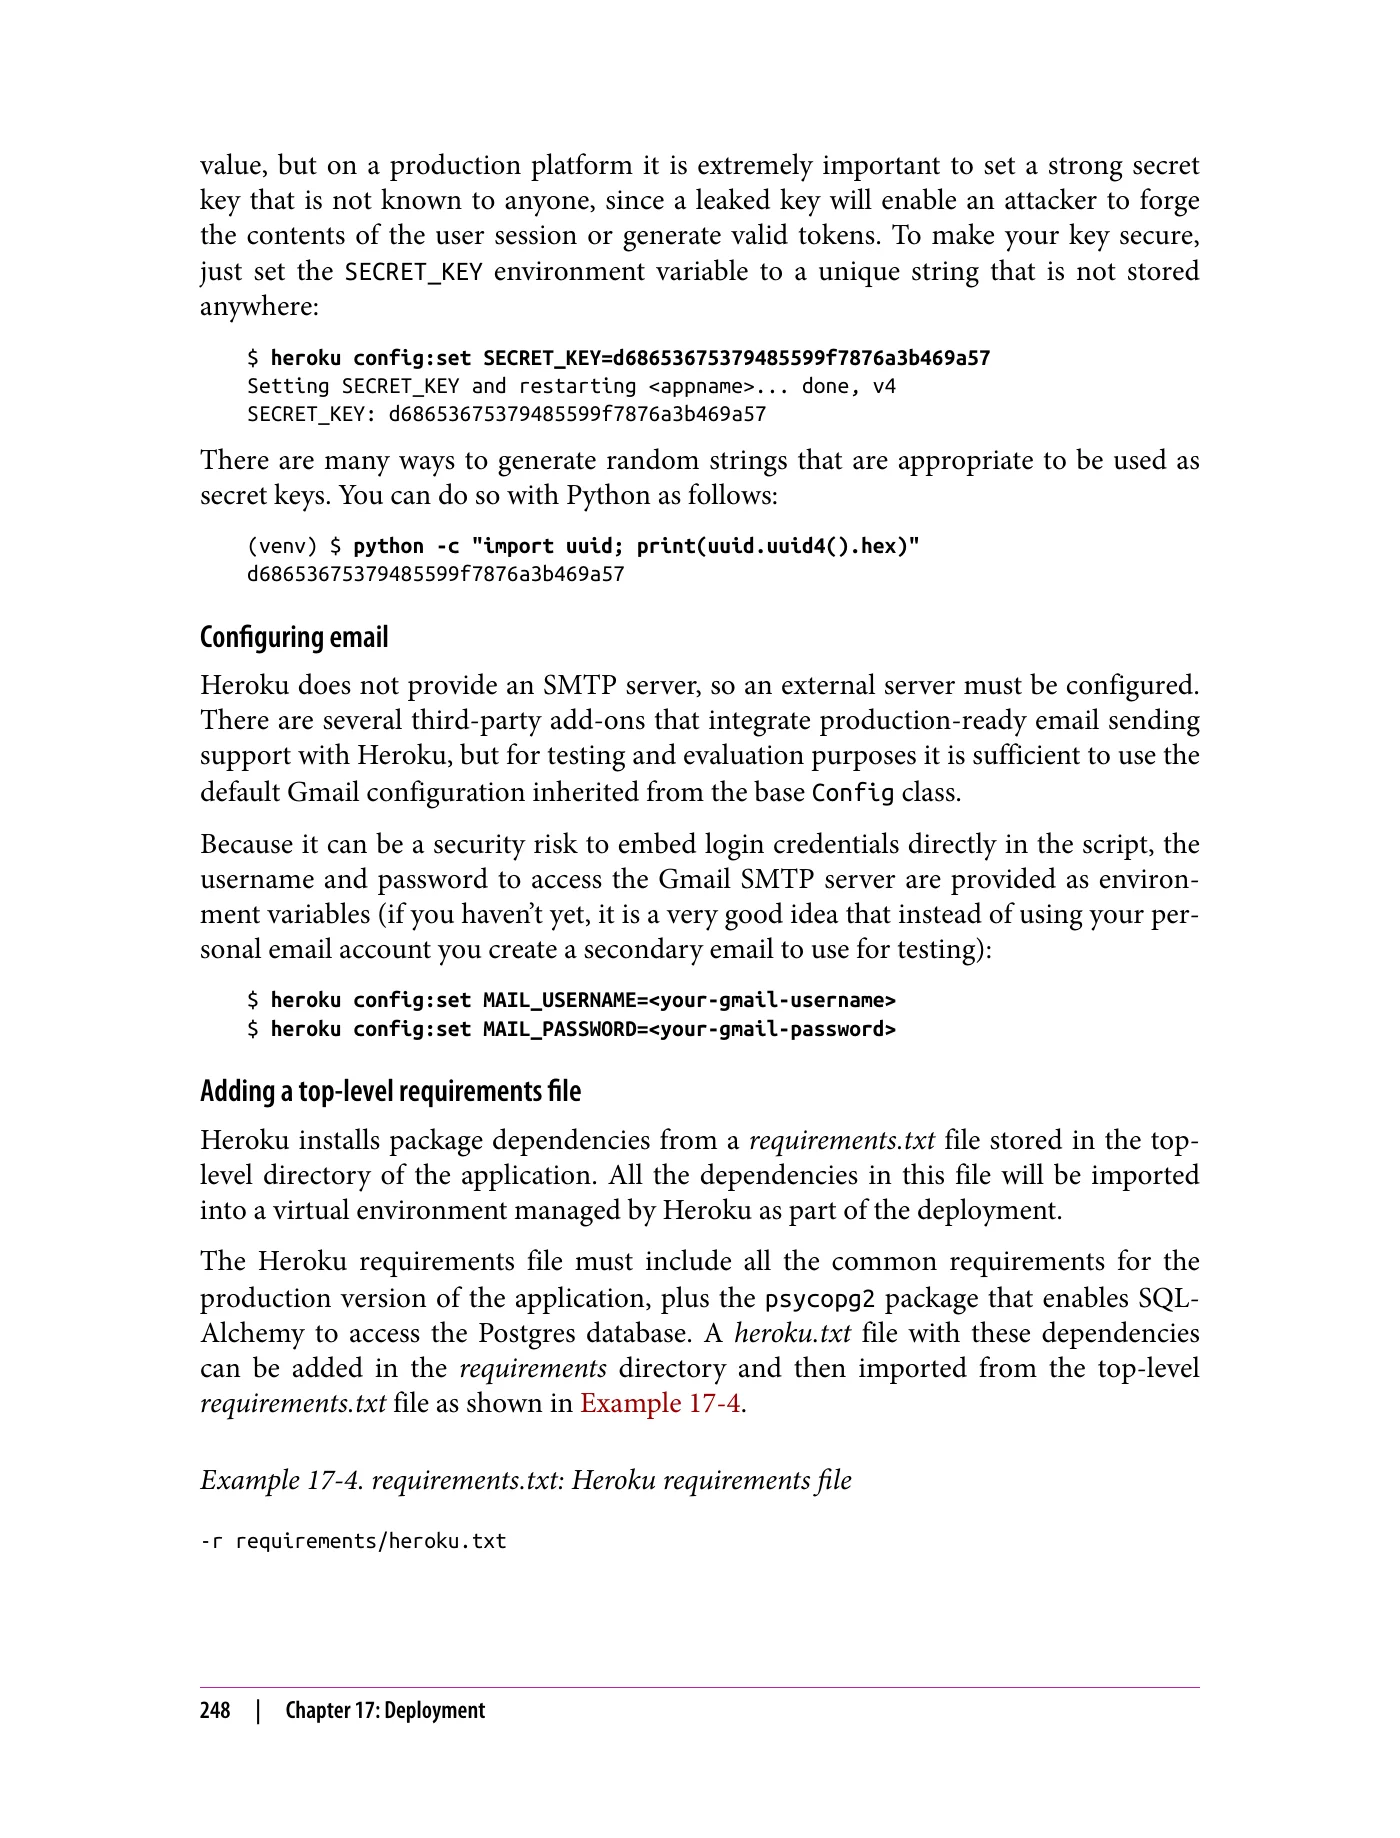 value, but on a production platform it is extremely important to set a strong secret
key that is not known to anyone, since a leaked key will enable an attacker to forge
the contents of the user session or generate valid tokens. To make your key secure,
just set the SECRET_KEY environment variable to a unique string that is not stored
anywhere:
$ heroku config:set SECRET_KEY=d68653675379485599f7876a3b469a57
Setting SECRET_KEY and restarting <appname>... done, v4
SECRET_KEY: d68653675379485599f7876a3b469a57
There are many ways to generate random strings that are appropriate to be used as
secret keys. You can do so with Python as follows:
(venv) $ python -c "import uuid; print(uuid.uuid4().hex)"
d68653675379485599f7876a3b469a57
Configuring email
Heroku does not provide an SMTP server, so an external server must be configured.
There are several third-party add-ons that integrate production-ready email sending
support with Heroku, but for testing and evaluation purposes it is sufficient to use the
default Gmail configuration inherited from the base Config class.
Because it can be a security risk to embed login credentials directly in the script, the
username and password to access the Gmail SMTP server are provided as environ-
ment variables (if you haven’t yet, it is a very good idea that instead of using your per-
sonal email account you create a secondary email to use for testing):
$ heroku config:set MAIL_USERNAME=<your-gmail-username>
$ heroku config:set MAIL_PASSWORD=<your-gmail-password>
Adding a top-level requirements file
Heroku installs package dependencies from a requirements.txt file stored in the top-
level directory of the application. All the dependencies in this file will be imported
into a virtual environment managed by Heroku as part of the deployment.
The Heroku requirements file must include all the common requirements for the
production version of the application, plus the psycopg2 package that enables SQL-
Alchemy to access the Postgres database. A heroku.txt file with these dependencies
can be added in the requirements directory and then imported from the top-level
requirements.txt file as shown in Example 17-4.
Example 17-4. requirements.txt: Heroku requirements file
-r requirements/heroku.txt
248 | Chapter 17: Deployment